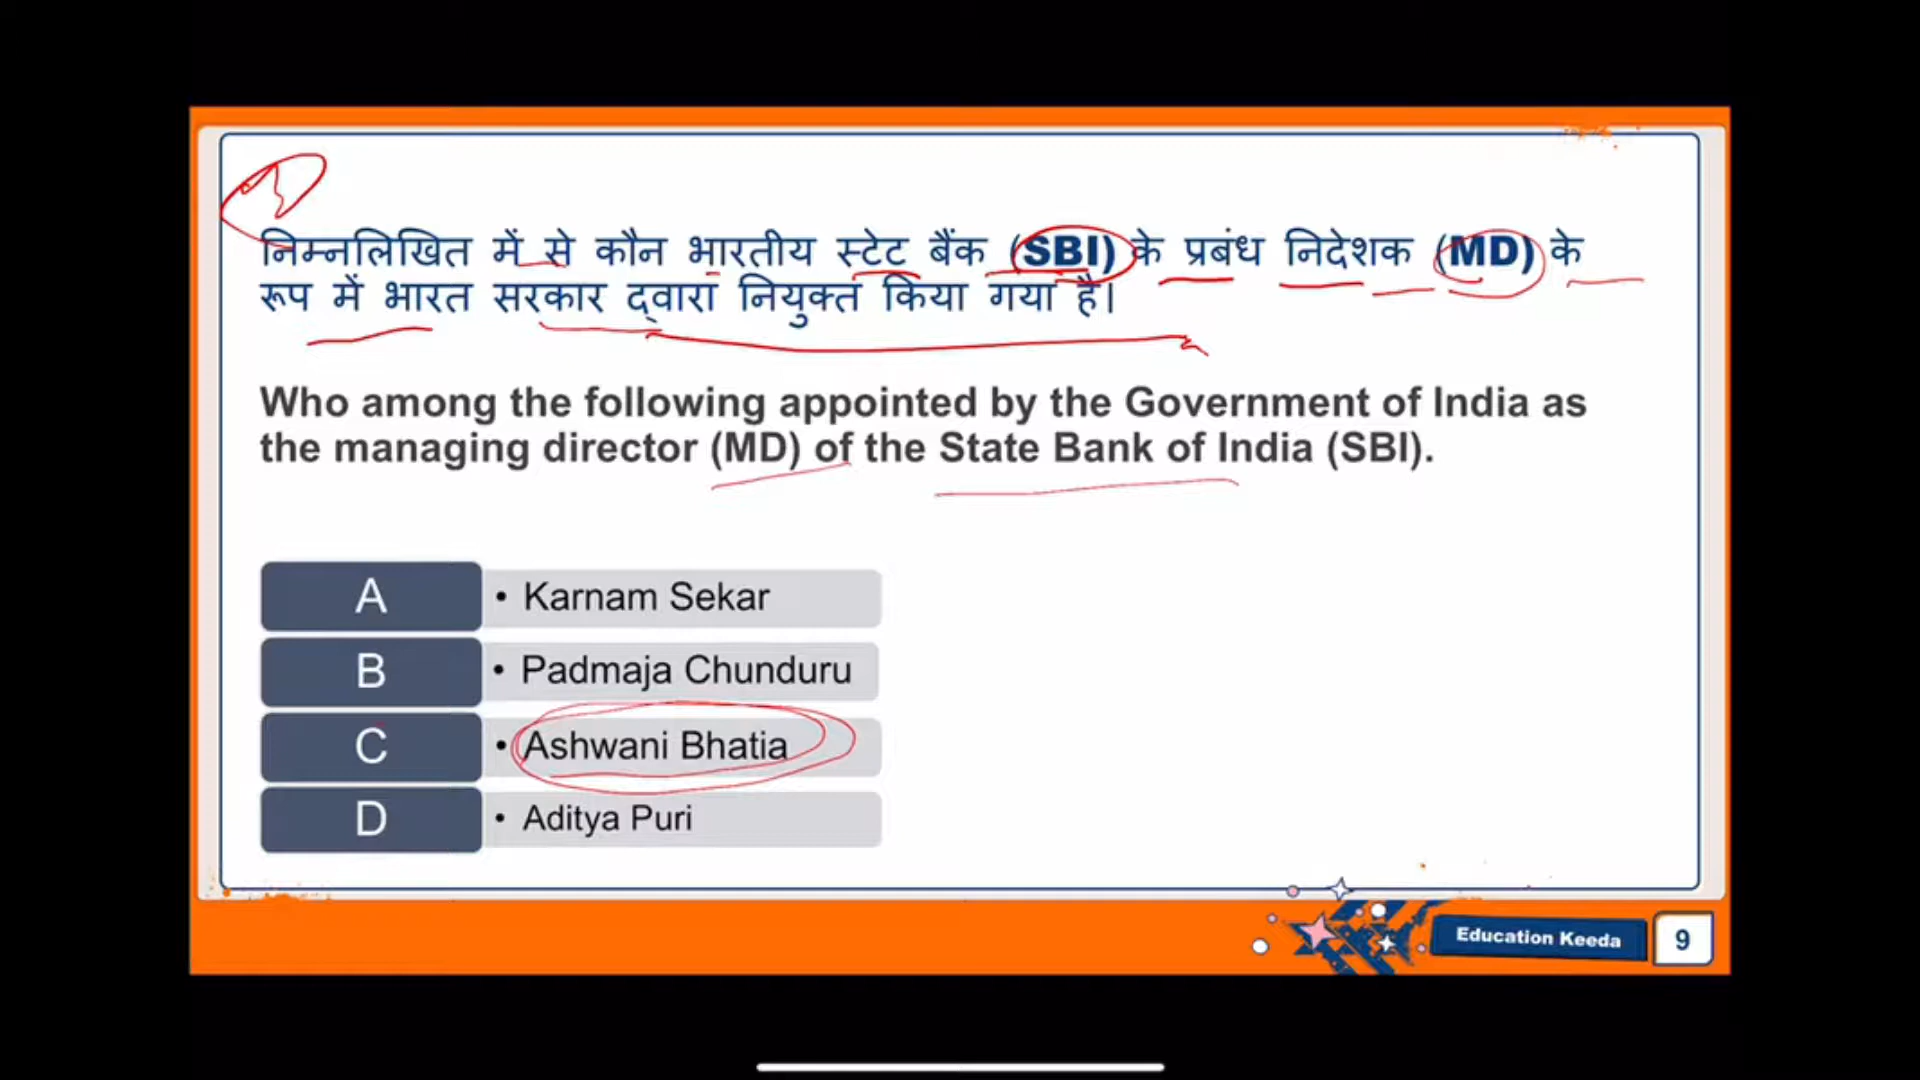 निम्नलिखित में से कौन भारतीय स्टेट बैंक (SBI) के प्रबंध निदेशक (MD) के
रूप में भारत सरकार द्वारा नियुक्त किया गया है।
Who among the following appointed by the Government of India as
the managing director (MD) of the State Bank of India (SBI).
A • Karnam Sekar
B • Padmaja Chunduru
C • Ashwani Bhatia
D • Aditya Puri
Education Keeda 9